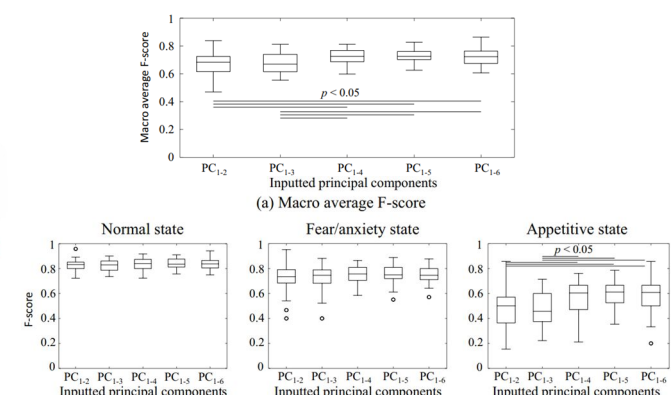 1
0.8
0.6
0.4
0.2
0
Macro average F-score
p < 0.05
PC1-2 PC1-3 PC1-4 PC1-5 PC1-6
Inputted principal components
(a) Macro average F-score
Normal state
Fear/anxiety state
Appetitive state
F-score
1
0.8
0.6
0.4
0.2
0
PC1-2 PC1-3 PC1-4 PC1-5 PC1-6
Inputted principal components
1
0.8
0.6
0.4
0.2
0
PC1-2 PC1-3 PC1-4 PC1-5 PC1-6
Inputted principal components
1
0.8
0.6
0.4
0.2
0
p < 0.05
PC1-2 PC1-3 PC1-4 PC1-5 PC1-6
Inputted principal components